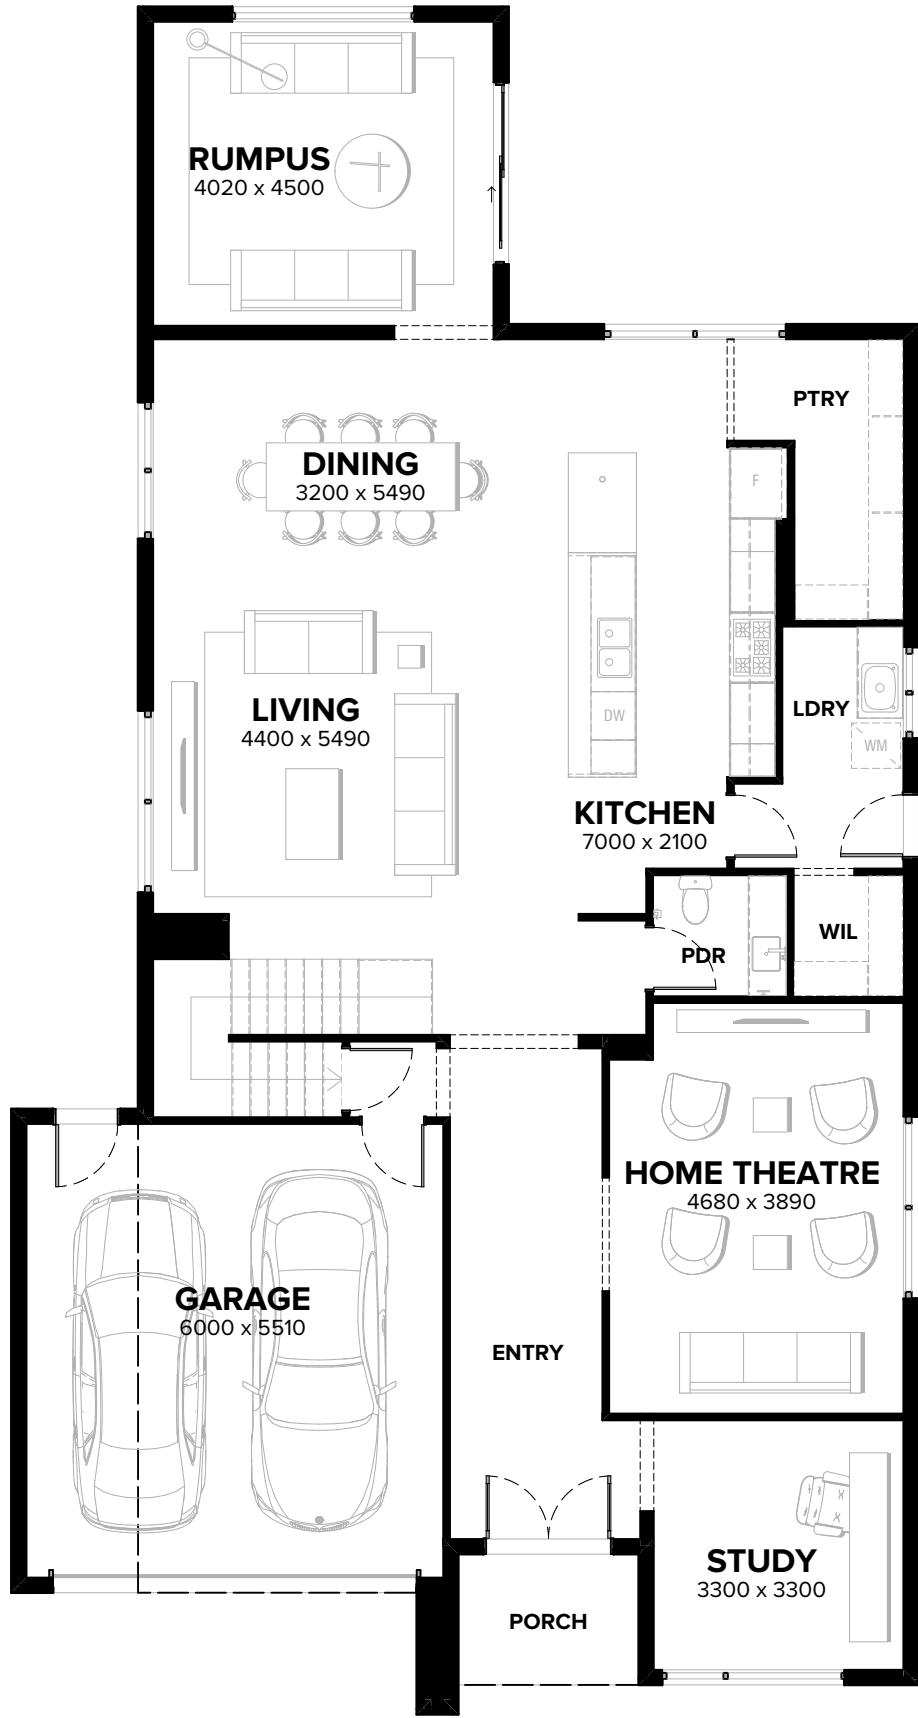 RUMPUS
4020 x 4500
PTRY
DINING
3200 x 5490
F
LIVING
4400 x 5490
DW
LDRY
WM
KITCHEN
7000 x 2100
PDR
WIL
HOME THEATRE
4680 x 3890
GARAGE
6000 x 5510
ENTRY
STUDY
3300 x 3300
PORCH